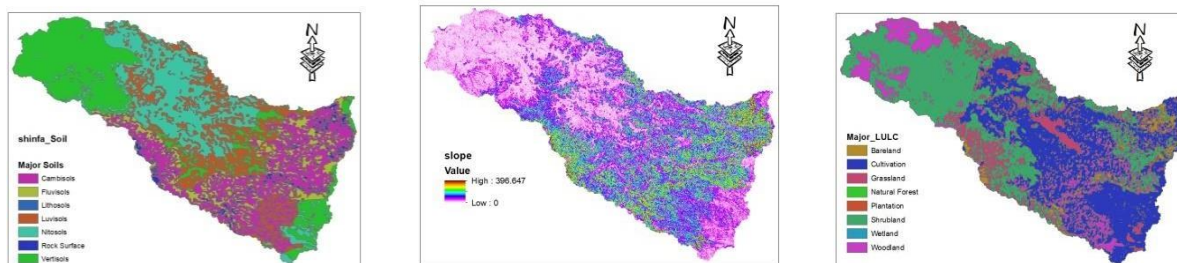 N
shinfa_Soil
Major Soils
Cambisols
Fluvisols
Lithosols
Luvisols
Nitosols
Rock Surface
Vertisols
N
slope
Value
High : 396.647
Low : 0
N
Major_LULC
Bareland
Cultivation
Grassland
Natural Forest
Plantation
Shrubland
Wetland
Woodland